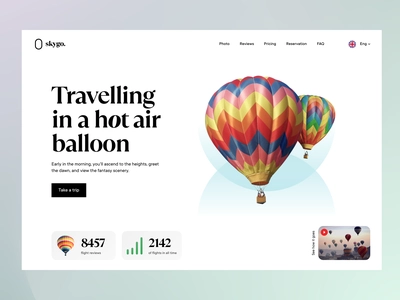 skygo.
Photo Reviews Pricing Reservation FAQ Eng
Travelling
in a hot air
balloon
Early in the morning, you'll ascend to the heights, greet
the dawn, and view the fantasy scenery.
Take a trip
8457
flight reviews
2142
of flights in all time
See how it goes